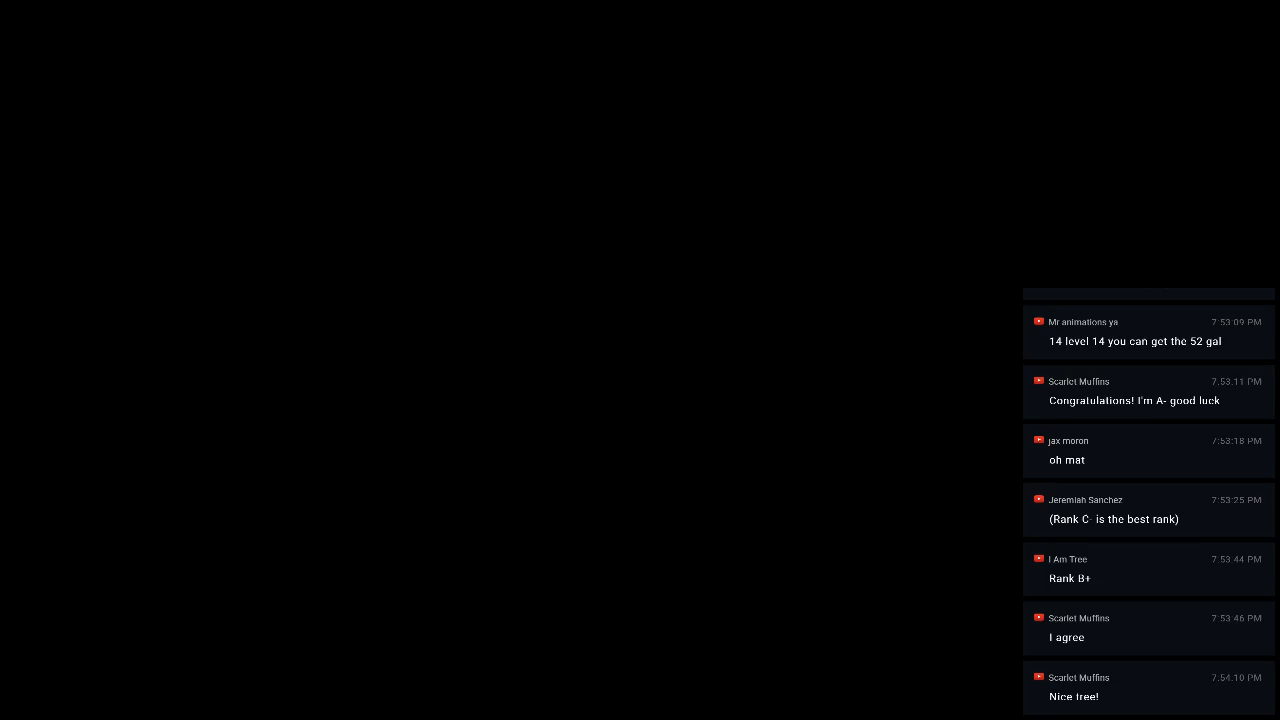 Mr animations ya 7:53:09 PM
14 level 14 you can get the 52 gal
Scarlet Muffins 7:53:11 PM
Congratulations! I'm A- good luck
jax moron 7:53:18 PM
oh mat
Jeremiah Sanchez 7:53:25 PM
(Rank C- is the best rank)
I Am Tree 7:53:44 PM
Rank B+
Scarlet Muffins 7:53:46 PM
I agree
Scarlet Muffins 7:54:10 PM
Nice tree!